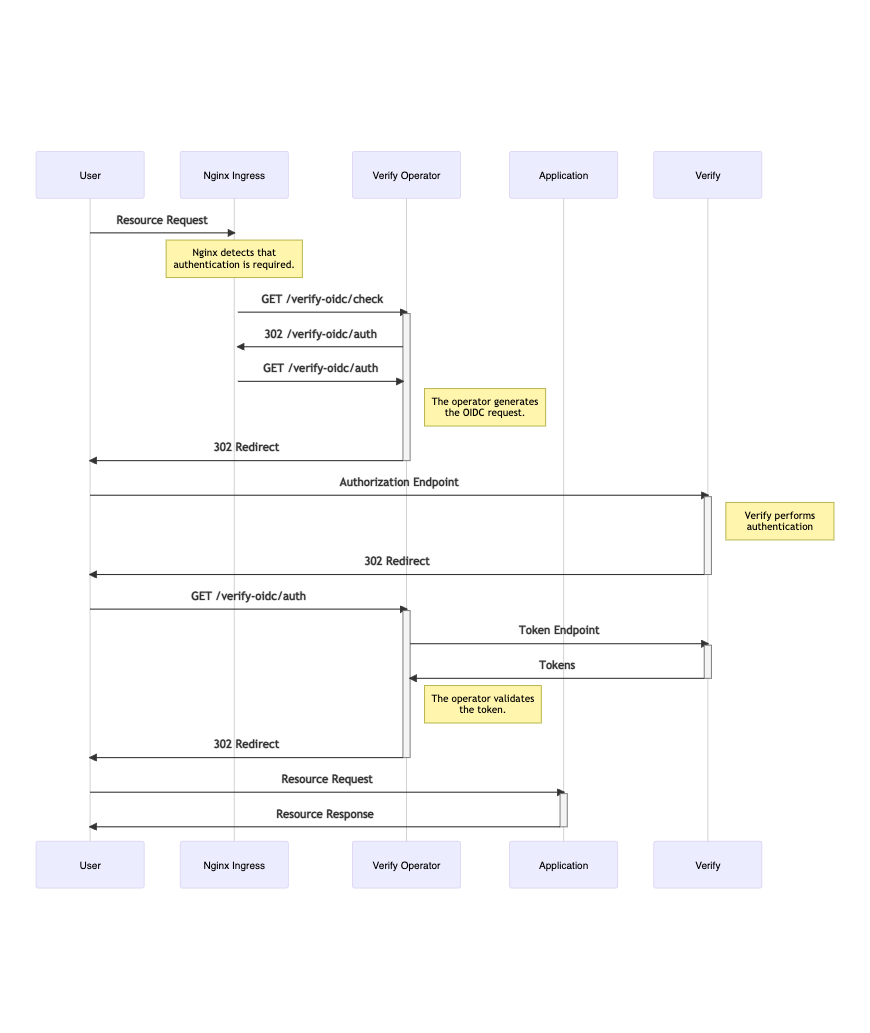 User
Nginx Ingress
Verify Operator
Application
Verify
Resource Request
Nginx detects that
authentication is required.
GET /verify-oidc/check
302 /verify-oidc/auth
GET /verify-oidc/auth
The operator generates
the OIDC request.
302 Redirect
Authorization Endpoint
Verify performs
authentication
302 Redirect
GET /verify-oidc/auth
Token Endpoint
Tokens
The operator validates
the token.
302 Redirect
Resource Request
Resource Response
User
Nginx Ingress
Verify Operator
Application
Verify